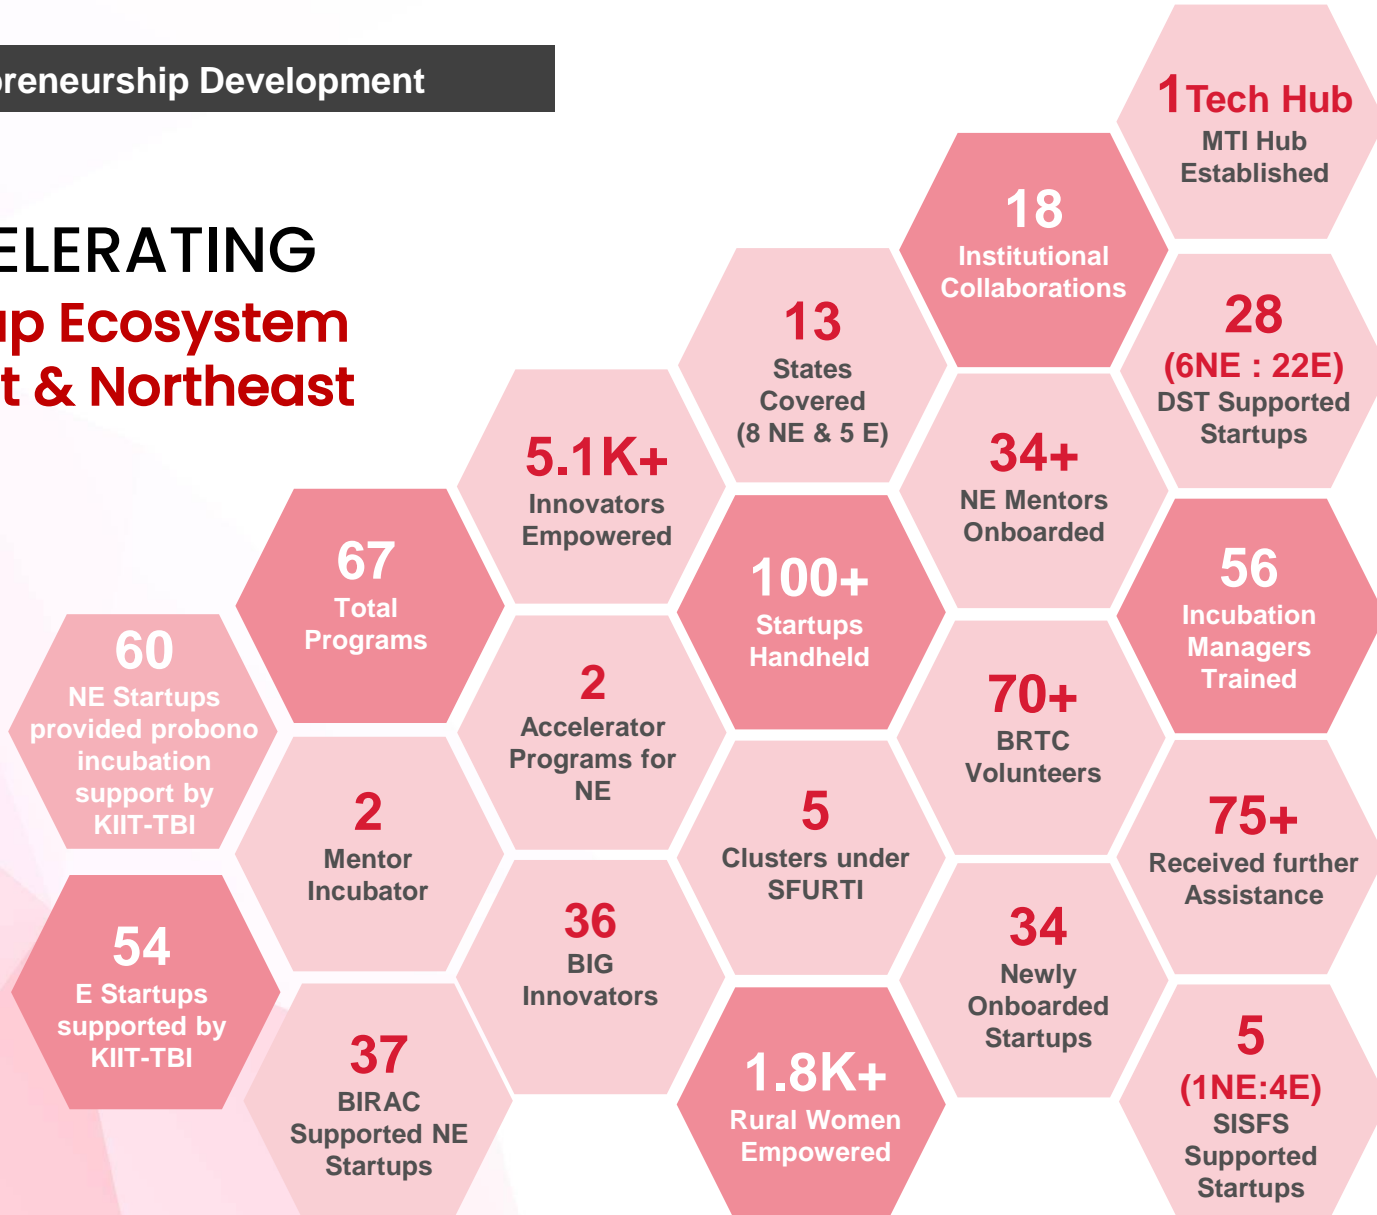 preneurship Development
ELERATING
up Ecosystem
t & Northeast
1 Tech Hub
MTI Hub
Established
18
Institutional
Collaborations
13
States
Covered
(8 NE & 5 E)
28
(6NE : 22E)
DST Supported
Startups
5.1K+
Innovators
Empowered
34+
NE Mentors
Onboarded
67
Total
Programs
100+
Startups
Handheld
56
Incubation
Managers
Trained
60
NE Startups
provided probono
incubation
support by
KIIT-TBI
2
Accelerator
Programs for
NE
70+
BRTC
Volunteers
2
Mentor
Incubator
5
Clusters under
SFURTI
75+
Received further
Assistance
54
E Startups
supported by
KIIT-TBI
36
BIG
Innovators
34
Newly
Onboarded
Startups
37
BIRAC
Supported NE
Startups
1.8K+
Rural Women
Empowered
5
(1NE:4E)
SISFS
Supported
Startups